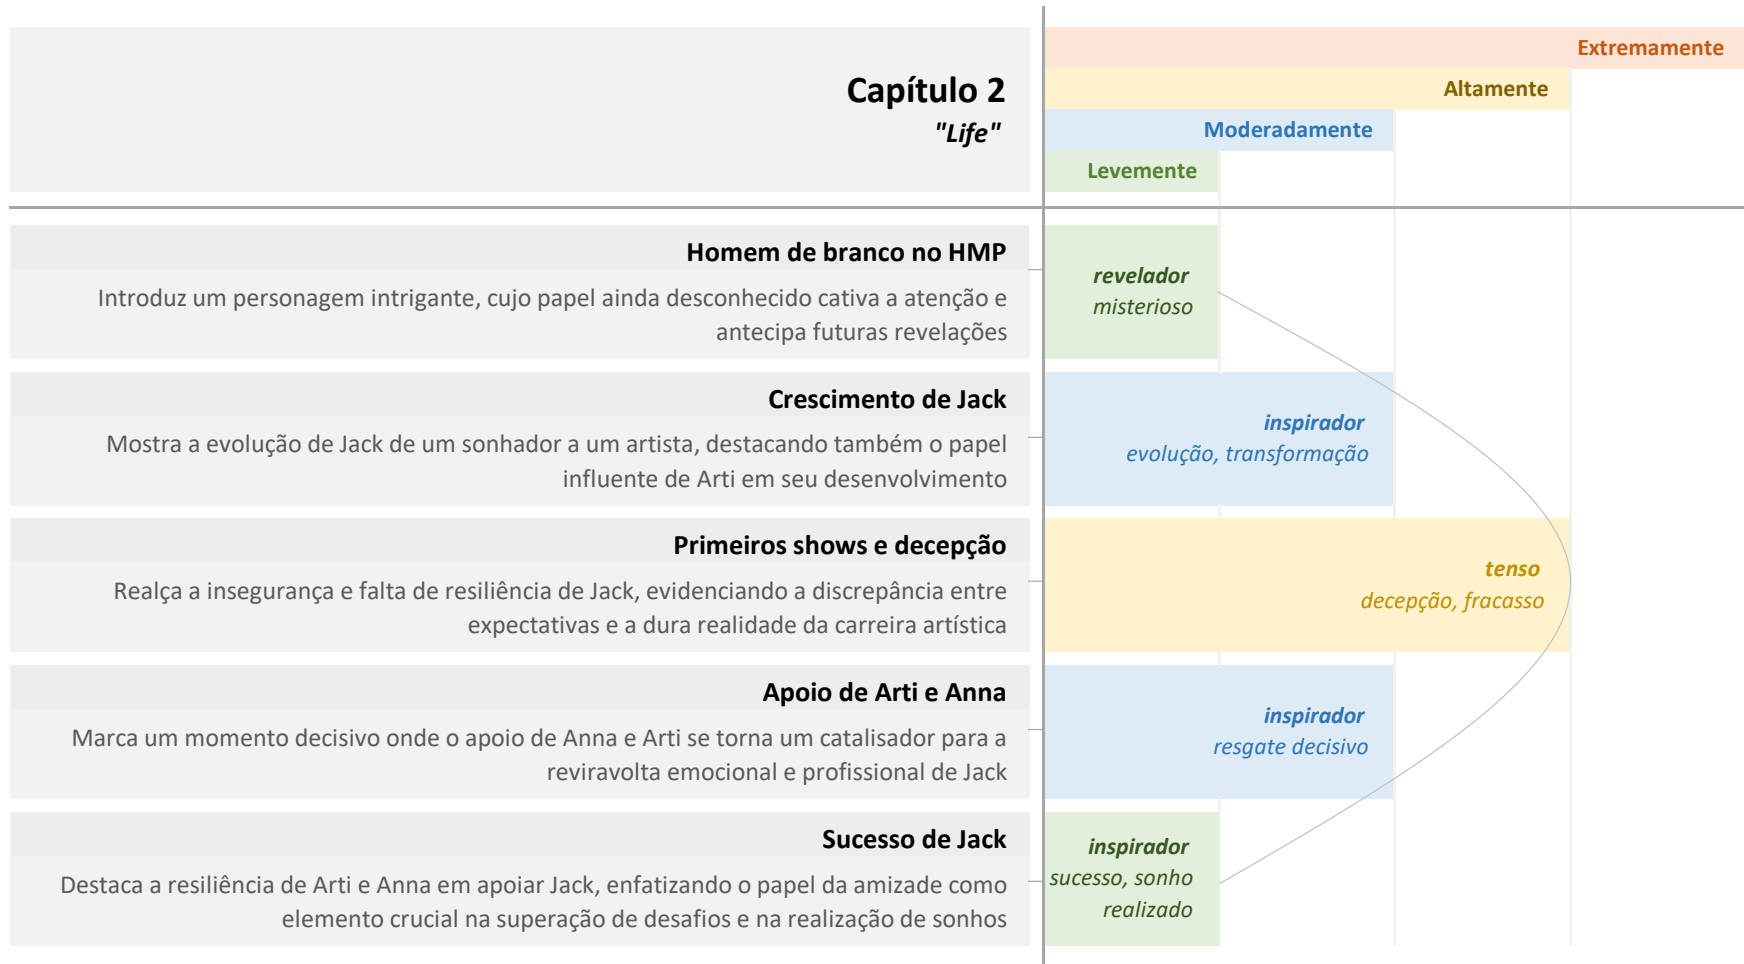 Capítulo 2
"Life"
Extremamente
Altamente
Moderadamente
Levemente
Homem de branco no HMP
Introduz um personagem intrigante, cujo papel ainda desconhecido cativa a atenção e
antecipa futuras revelações
revelador
misterioso
Crescimento de Jack
Mostra a evolução de Jack de um sonhador a um artista, destacando também o papel
influente de Arti em seu desenvolvimento
inspirador
evolução, transformação
Primeiros shows e decepção
Realça a insegurança e falta de resiliência de Jack, evidenciando a discrepância entre
expectativas e a dura realidade da carreira artística
tenso
decepção, fracasso
Apoio de Arti e Anna
Marca um momento decisivo onde o apoio de Anna e Arti se torna um catalisador para a
reviravolta emocional e profissional de Jack
inspirador
resgate decisivo
Sucesso de Jack
Destaca a resiliência de Arti e Anna em apoiar Jack, enfatizando o papel da amizade como
elemento crucial na superação de desafios e na realização de sonhos
inspirador
sucesso, sonho
realizado